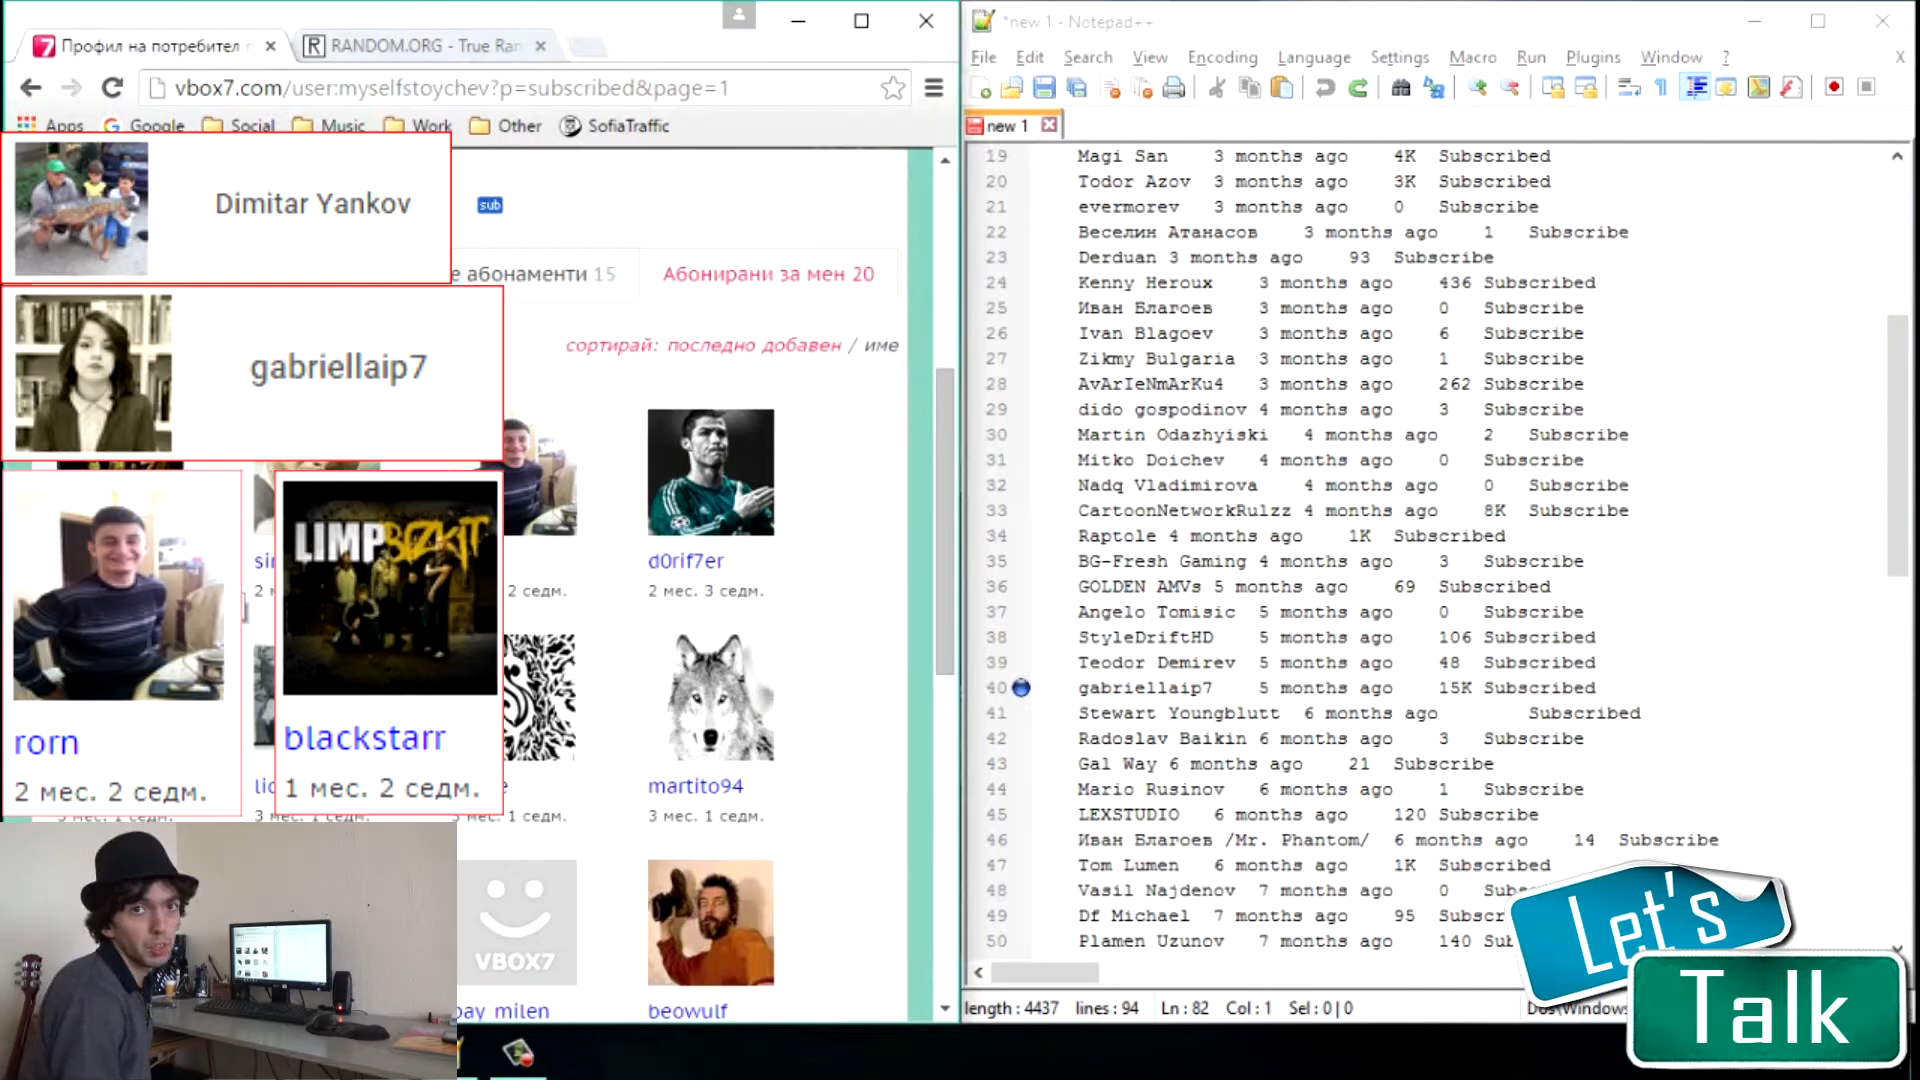 Профил на потребител
RANDOM.ORG - True Ran
vbox7.com/user:myselfstoychev?p=subscribed&page=1
Apps Google Social Music Work Other SofiaTraffic
Dimitar Yankov
sub
е абонаменти 15 Абонирани за мен 20
gabriellaip7
сортирай: последно добавен / име
LIMPBIZKIT
d0rif7er
2 седм. 2 мес. 3 седм.
rorn
2 мес. 2 седм.
blackstarr
1 мес. 2 седм.
martito94
3 мес. 1 седм.
3 мес. 1 седм.
VBOX7
bay milen beowulf
*new 1 - Notepad++
File Edit Search View Encoding Language Settings Macro Run Plugins Window ? X
new 1
19 Magi San 3 months ago 4K Subscribed
20 Todor Azov 3 months ago 3K Subscribed
21 evermorev 3 months ago 0 Subscribe
22 Веселин Атанасов 3 months ago 1 Subscribe
23 Derduan 3 months ago 93 Subscribe
24 Kenny Heroux 3 months ago 436 Subscribed
25 Иван Благоев 3 months ago 0 Subscribe
26 Ivan Blagoev 3 months ago 6 Subscribe
27 Zikmy Bulgaria 3 months ago 1 Subscribe
28 AvArIeNmArKu4 3 months ago 262 Subscribe
29 dido gospodinov 4 months ago 3 Subscribe
30 Martin Odazhyiski 4 months ago 2 Subscribe
31 Mitko Doichev 4 months ago 0 Subscribe
32 Nadq Vladimirova 4 months ago 0 Subscribe
33 CartoonNetworkRulzz 4 months ago 8K Subscribe
34 Raptole 4 months ago 1K Subscribed
35 BG-Fresh Gaming 4 months ago 3 Subscribe
36 GOLDEN AMVs 5 months ago 69 Subscribed
37 Angelo Tomisic 5 months ago 0 Subscribe
38 StyleDriftHD 5 months ago 106 Subscribed
39 Teodor Demirev 5 months ago 48 Subscribed
40 gabriellaip7 5 months ago 15K Subscribed
41 Stewart Youngblutt 6 months ago Subscribed
42 Radoslav Baikin 6 months ago 3 Subscribe
43 Gal Way 6 months ago 21 Subscribe
44 Mario Rusinov 6 months ago 1 Subscribe
45 LEXSTUDIO 6 months ago 120 Subscribe
46 Иван Благоев /Mr. Phantom/ 6 months ago 14 Subscribe
47 Tom Lumen 6 months ago 1K Subscribed
48 Vasil Najdenov 7 months ago 0 Subs
49 Df Michael 7 months ago 95 Subscr
50 Plamen Uzunov 7 months ago 140 Sub
length : 4437 lines : 94 Ln : 82 Col : 1 Sel : 0 | 0 Dos\Windows
Let's
Talk